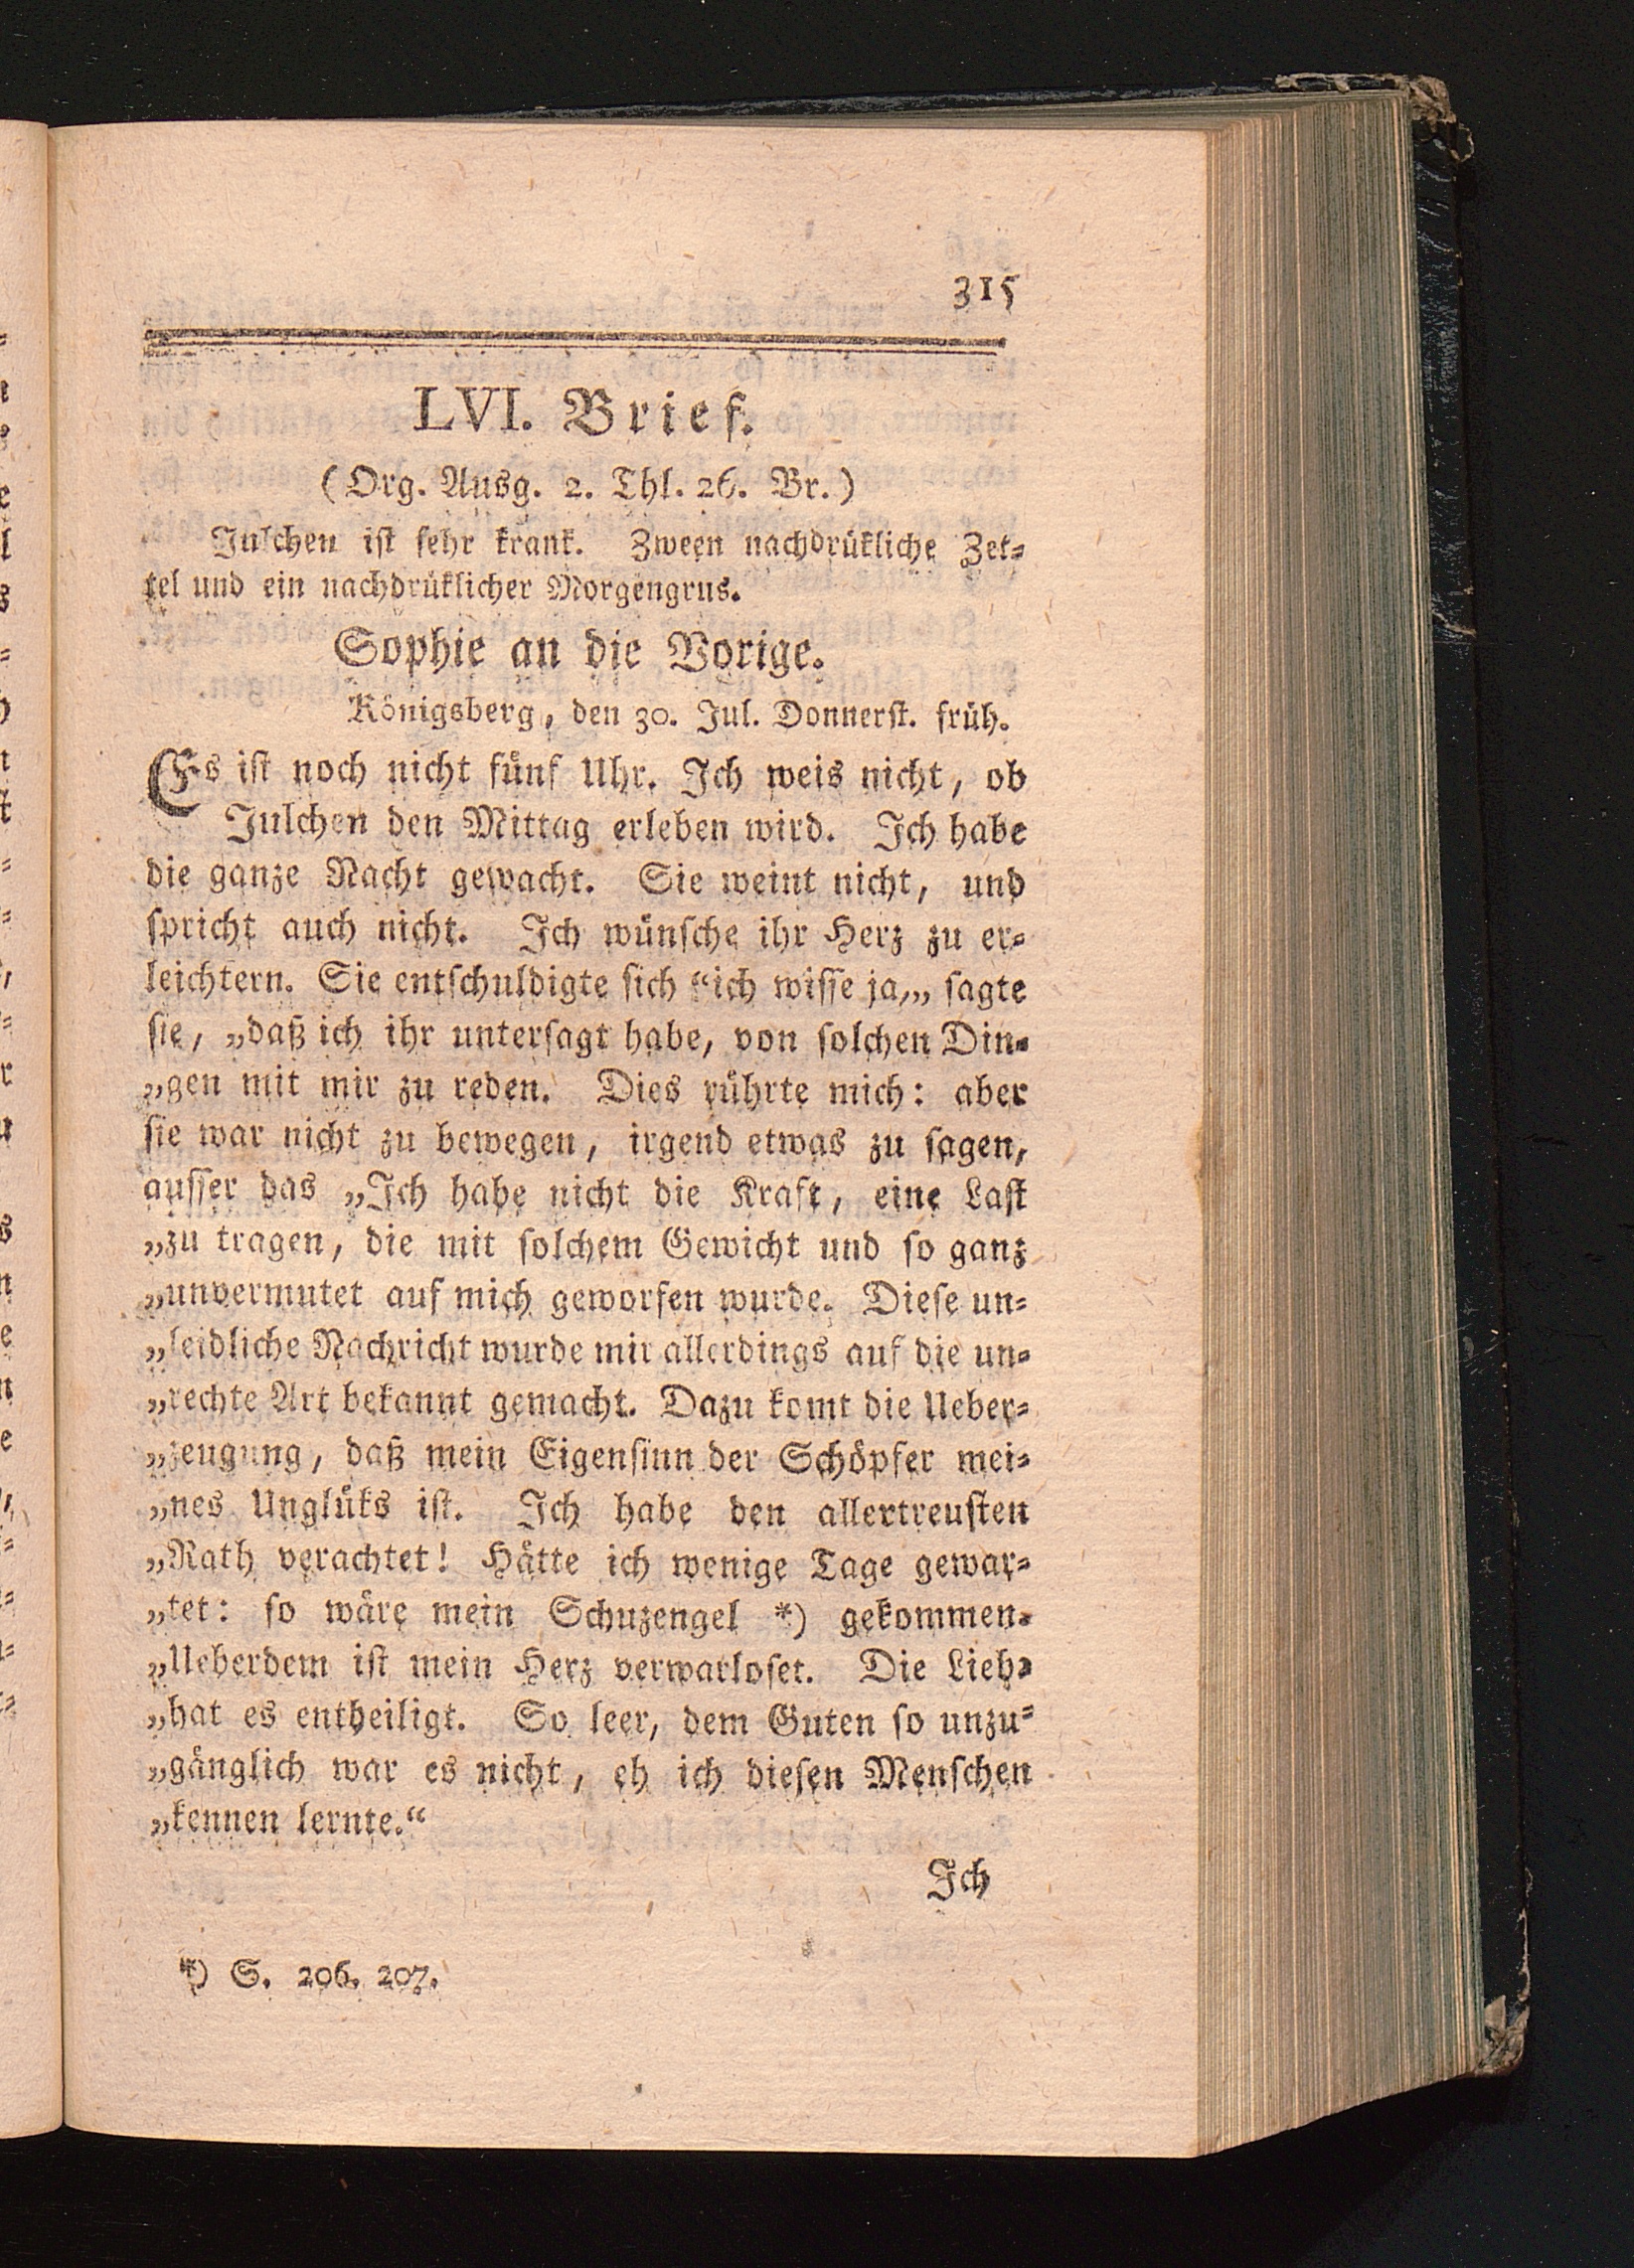 315
LVI. Brief.
(Org. Ausg. 2. Thl. 26. Br.)
Julchen iſt ſehr krank. Zween nachdrükliche Zet⸗
tel und ein nachdrüklicher Morgengrus.
Sophie an die Vorige.
Königsberg, den 30. Jul. Donnerſt. früh.
Es iſt noch nicht fünf Uhr. Ich weis nicht, ob
Julchen den Mittag erleben wird. Ich habe
die ganze Nacht gewacht. Sie weint nicht, und
ſpricht auch nicht. Ich wünſche ihr Herz zu er⸗
leichtern. Sie entſchuldigte ſich “ich wiſſe ja,„ ſagte
ſie, „daß ich ihr unterſagt habe, von ſolchen Din⸗
„gen mit mir zu reden. Dies rührte mich: aber
ſie war nicht zu bewegen, irgend etwas zu ſagen,
auſſer das „Ich habe nicht die Kraft, eine Laſt
„zu tragen, die mit ſolchem Gewicht und ſo ganz
„unvermutet auf mich geworfen wurde. Dieſe un⸗
„leidliche Nachricht wurde mir allerdings auf die un⸗
„rechte Art bekannt gemacht. Dazu komt die Ueber⸗
„zeugung, daß mein Eigenſinn der Schöpfer mei⸗
„nes Unglüks iſt. Ich habe den allertreuſten
„Rath verachtet! Hätte ich wenige Tage gewar⸗
„tet: ſo wäre mein Schuzengel *) gekommen.
„Ueberdem iſt mein Herz verwarloſet. Die Lieb⸗
„hat es entheiligt. So leer, dem Guten ſo unzu⸗
„gänglich war es nicht, eh ich dieſen Menſchen
„kennen lernte.“
Ich
*) S. 206. 207.